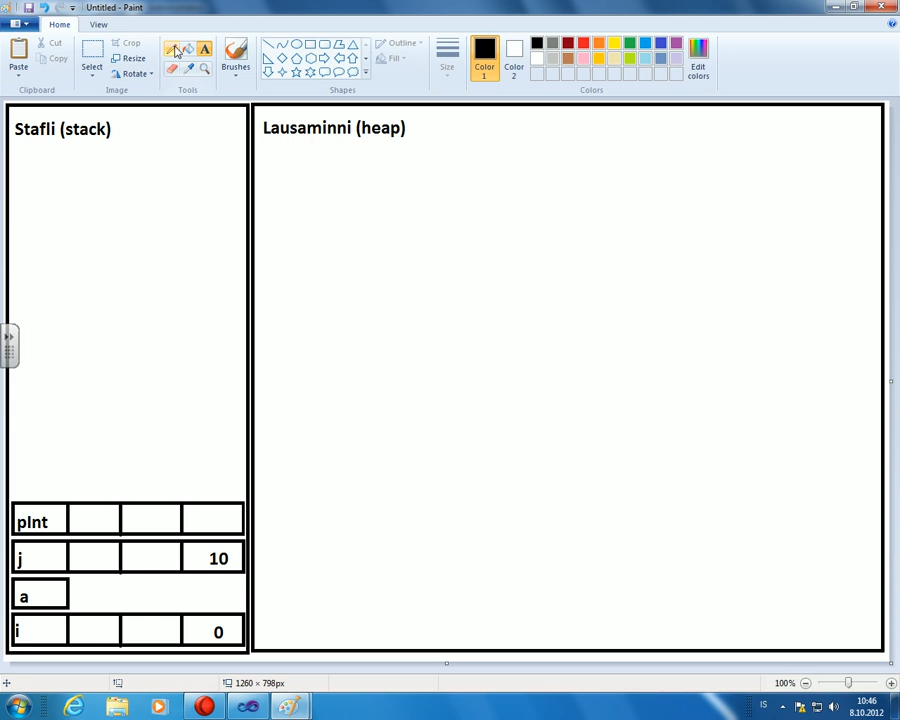 Untitled - Paint
Home
View
Paste
Cut
Copy
Clipboard
Select
Crop
Resize
Rotate
Image
A
Tools
Brushes
Shapes
Outline
Fill
Size
Color 1
Color 2
Edit colors
Colors
Stafli (stack)
Lausaminni (heap)
pInt
j 10
a
i 0
1260 × 798px
100%
IS
10:46
8.10.2012